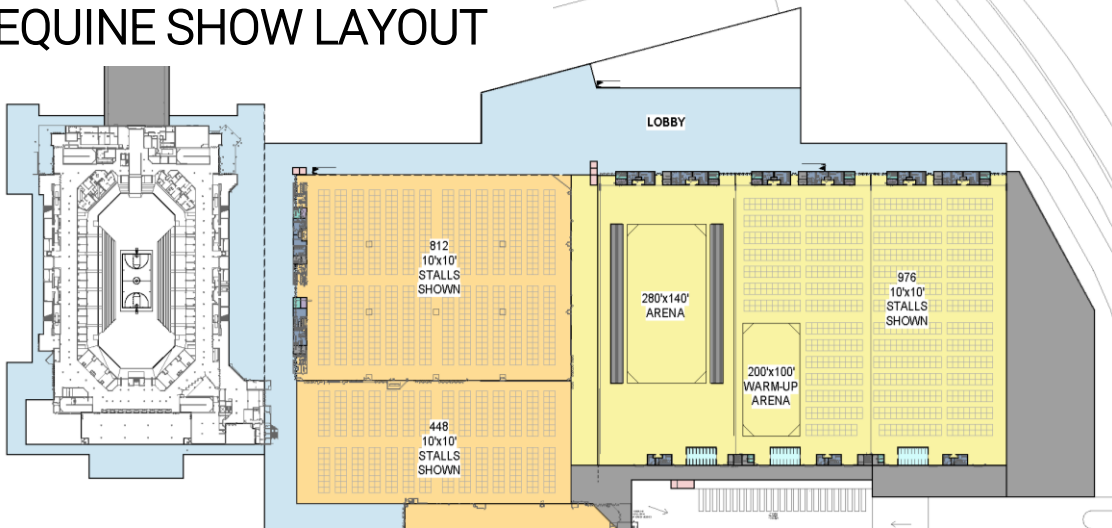 EQUINE SHOW LAYOUT
LOBBY
812
10'x10'
STALLS
SHOWN
280'x140'
ARENA
976
10'x10'
STALLS
SHOWN
200'x100'
WARM-UP
ARENA
448
10'x10'
STALLS
SHOWN